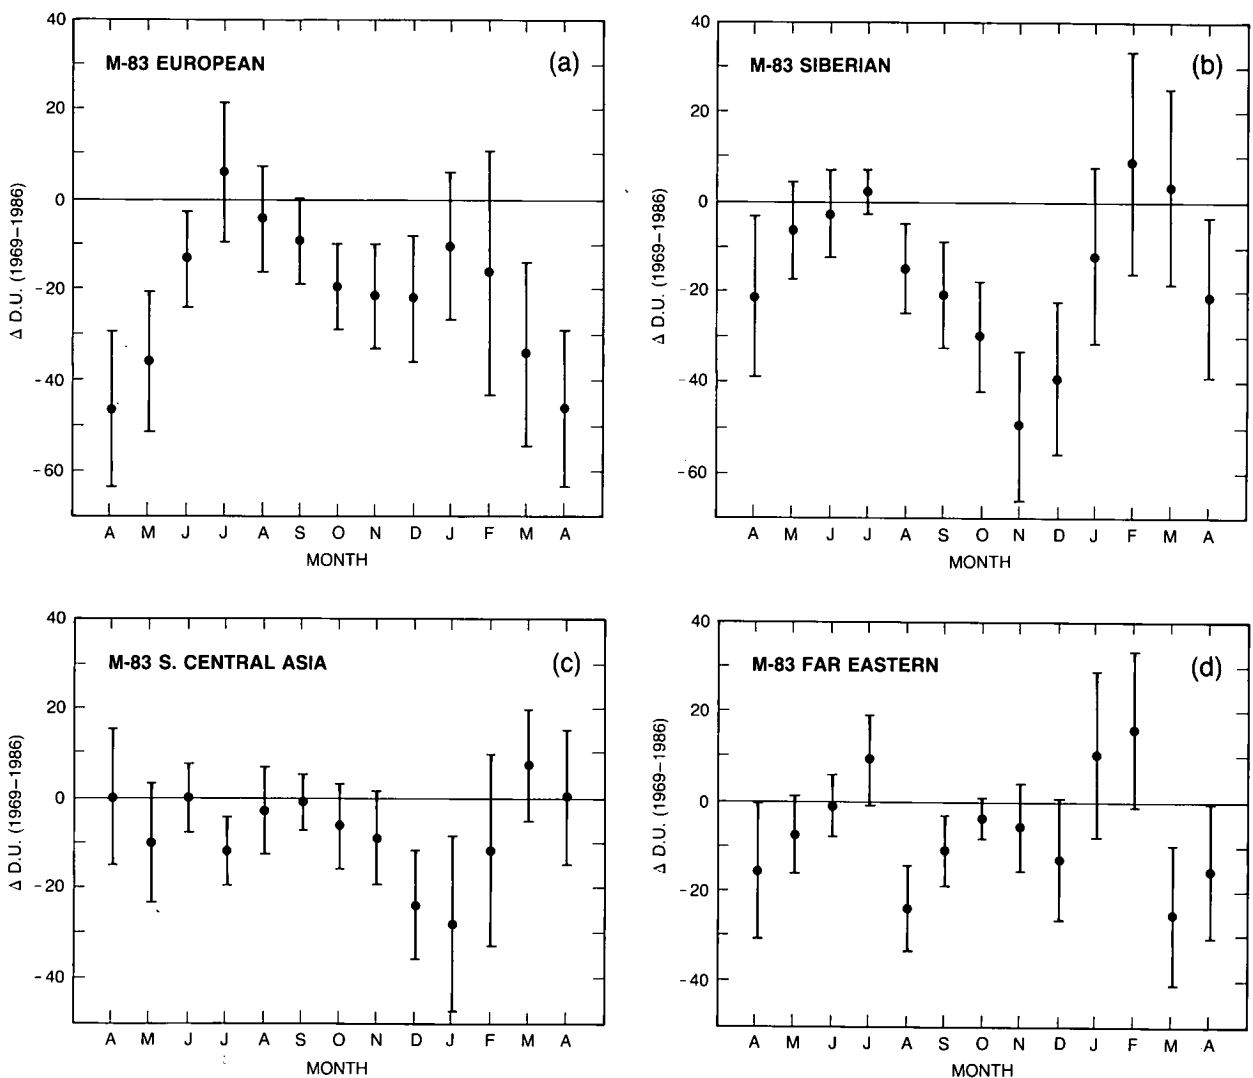 M-83 EUROPEAN (a)
40
20
0
-20
-40
-60
Δ D.U. (1969–1986)
A M J J A S O N D J F M A
MONTH
M-83 SIBERIAN (b)
40
20
0
-20
-40
-60
Δ D.U. (1969–1986)
A M J J A S O N D J F M A
MONTH
M-83 S. CENTRAL ASIA (c)
40
20
0
-20
-40
Δ D.U. (1969–1986)
A M J J A S O N D J F M A
MONTH
M-83 FAR EASTERN (d)
40
20
0
-20
-40
Δ D.U. (1969–1986)
A M J J A S O N D J F M A
MONTH